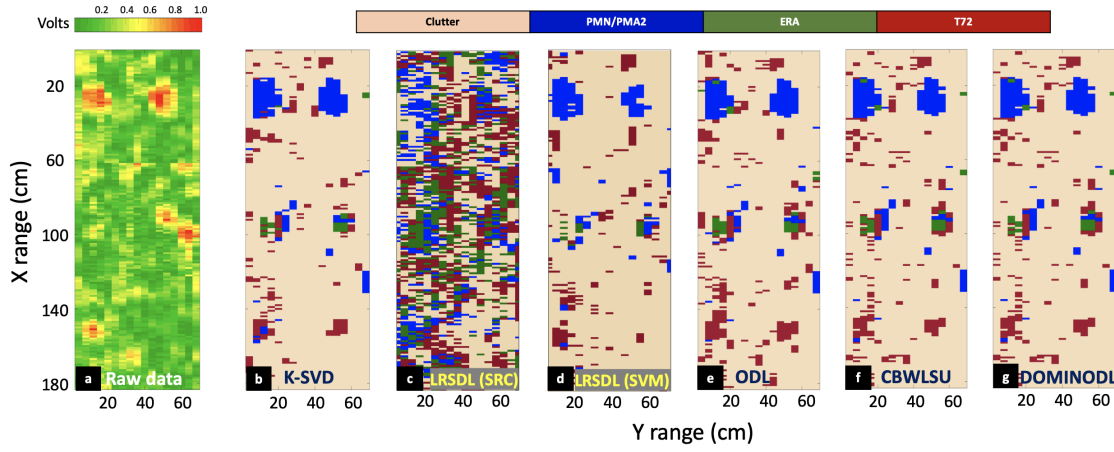 Volts 0.2 0.4 0.6 0.8 1.0
Clutter PMN/PMA2 ERA T72
X range (cm)
20
60
100
140
180
a Raw data
b K-SVD
c LRSDL (SRC)
d LRSDL (SVM)
e ODL
f CBWLSU
g DOMINODL
20 40 60 20 40 60 20 40 60 20 40 60 20 40 60 20 40 60 20 40 60
Y range (cm)